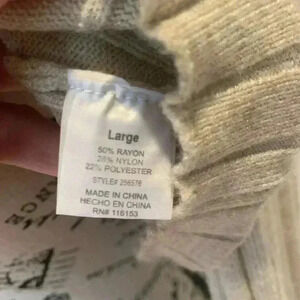 Large
50% RAYON
28% NYLON
22% POLYESTER
STYLE# 256576
MADE IN CHINA
HECHO EN CHINA
RN# 116153